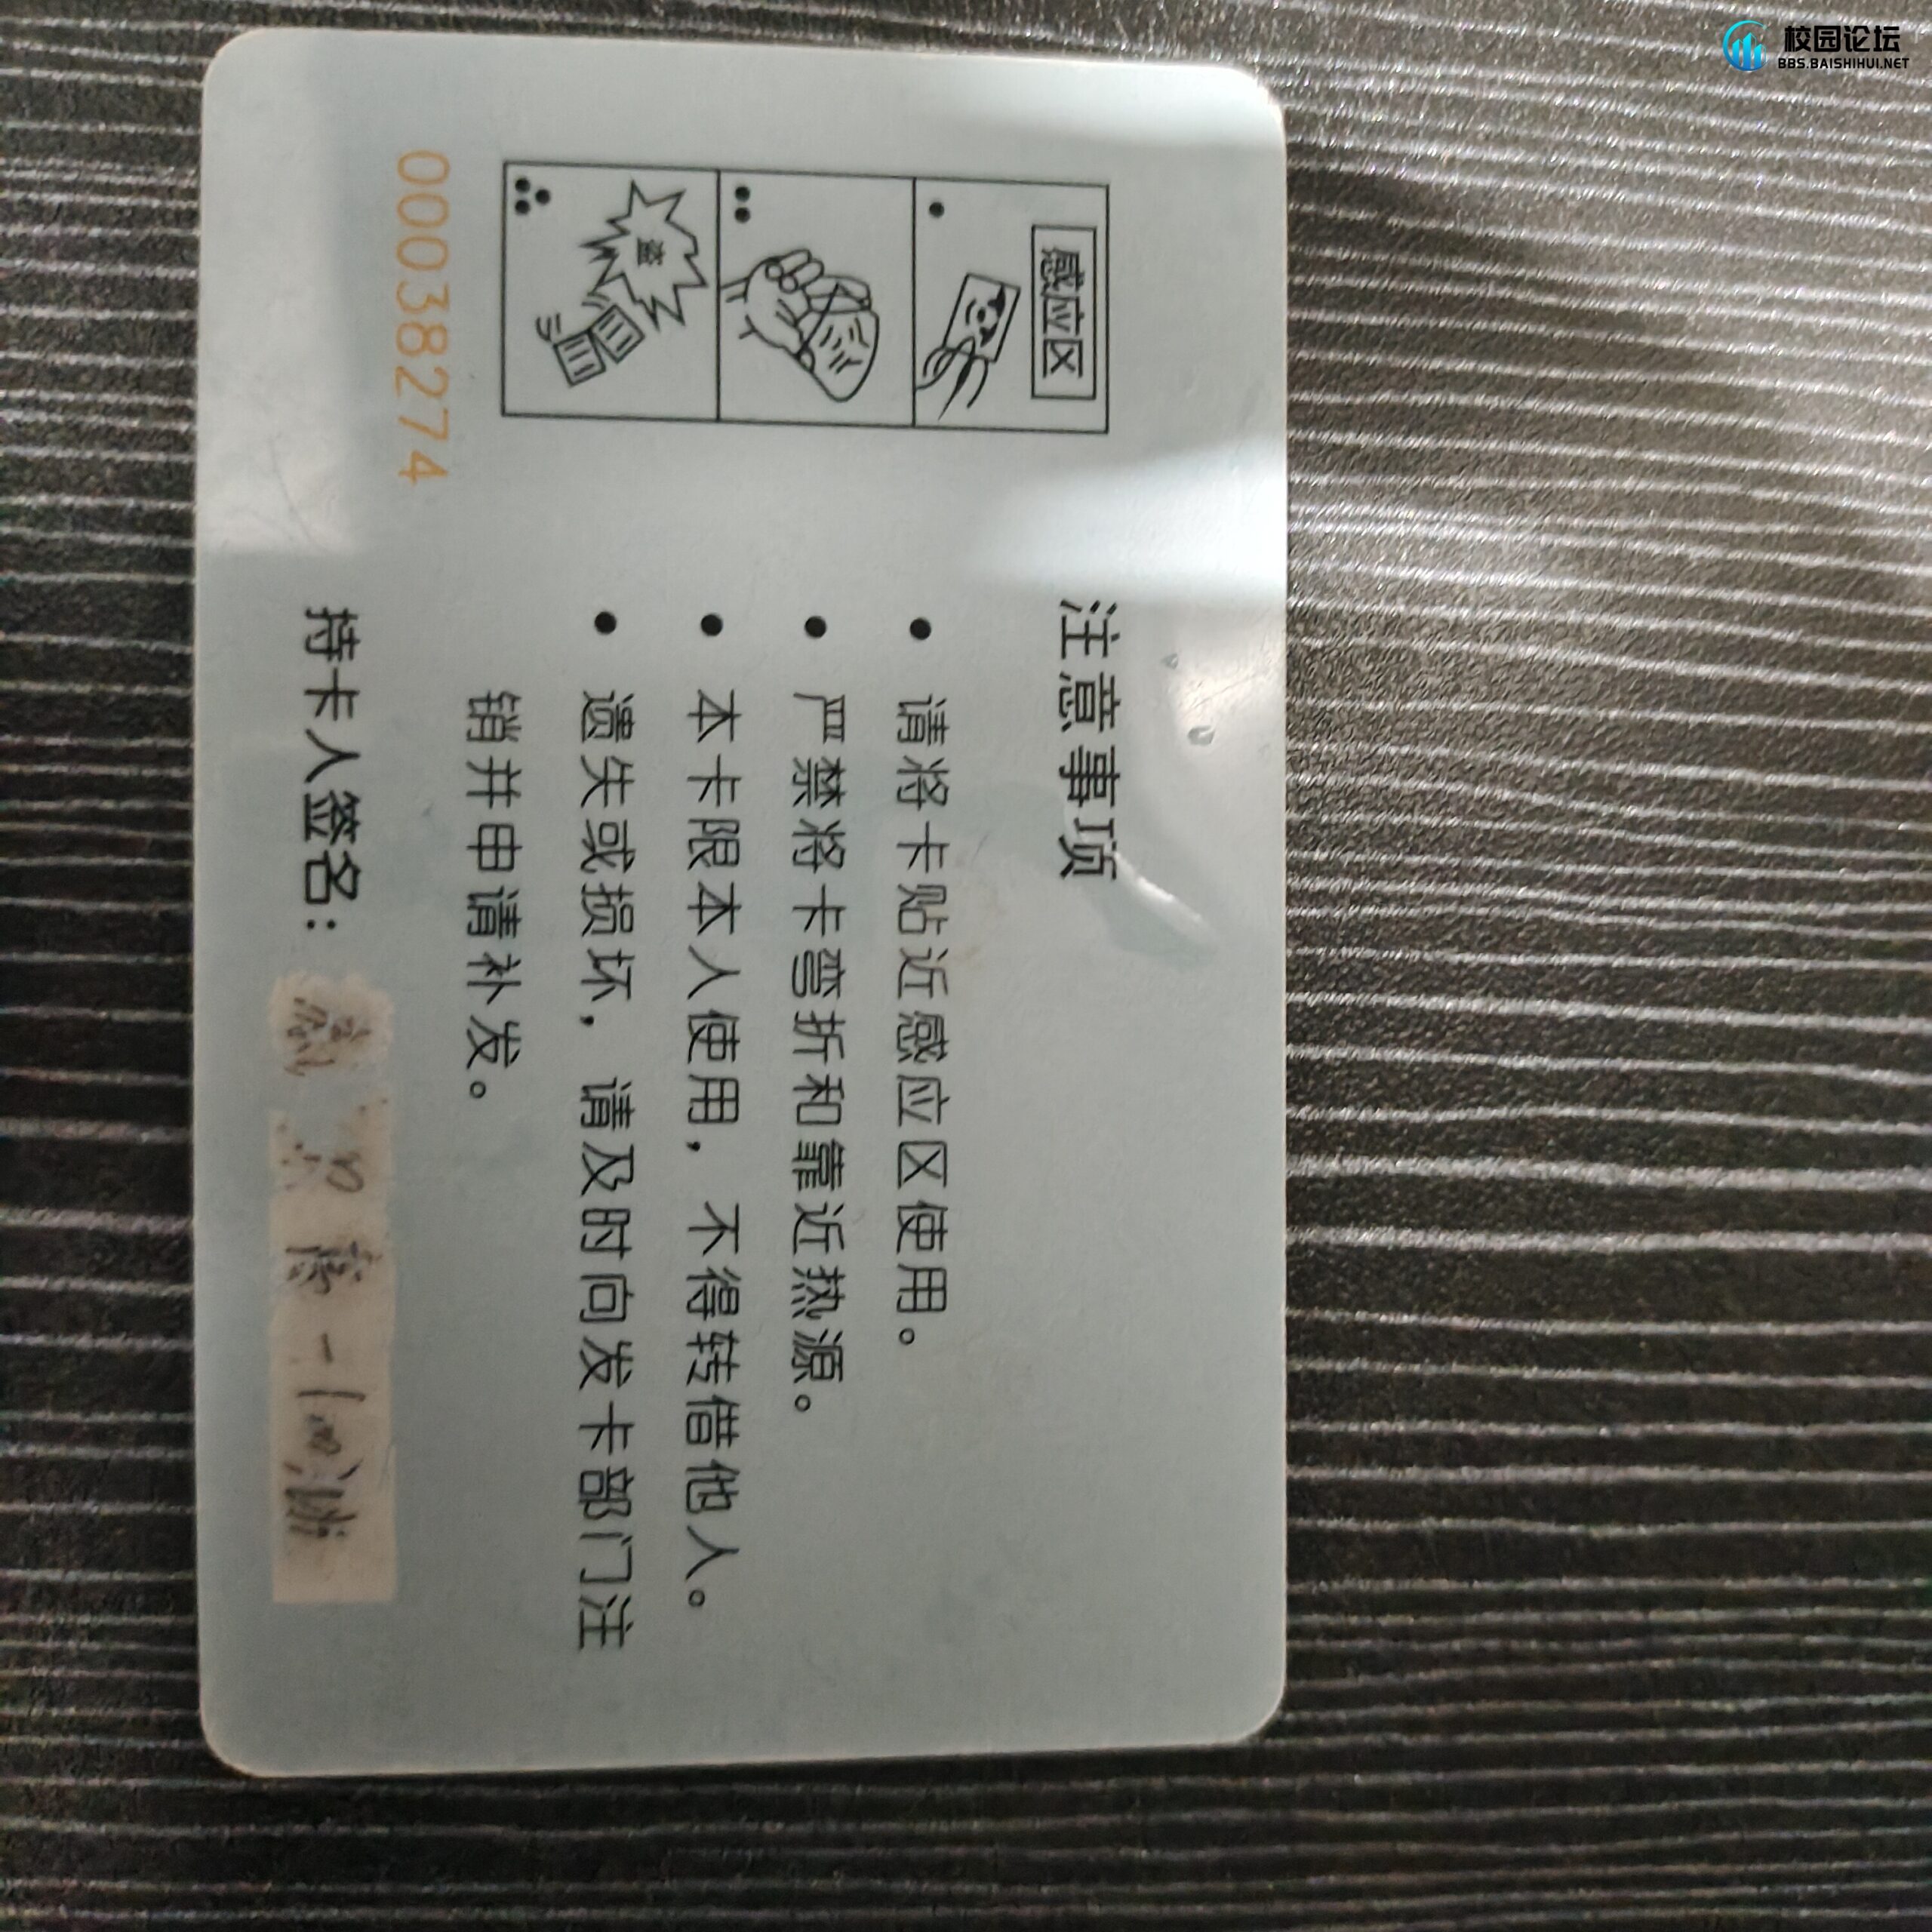 校园论坛
BBS.BAISHIHUI.NET
感应区
00038274
注意事项
• 请将卡贴近感应区使用。
• 严禁将卡弯折和靠近热源。
• 本卡限本人使用，不得转借他人。
• 遗失或损坏，请及时向发卡部门注
销并申请补发。
持卡人签名：